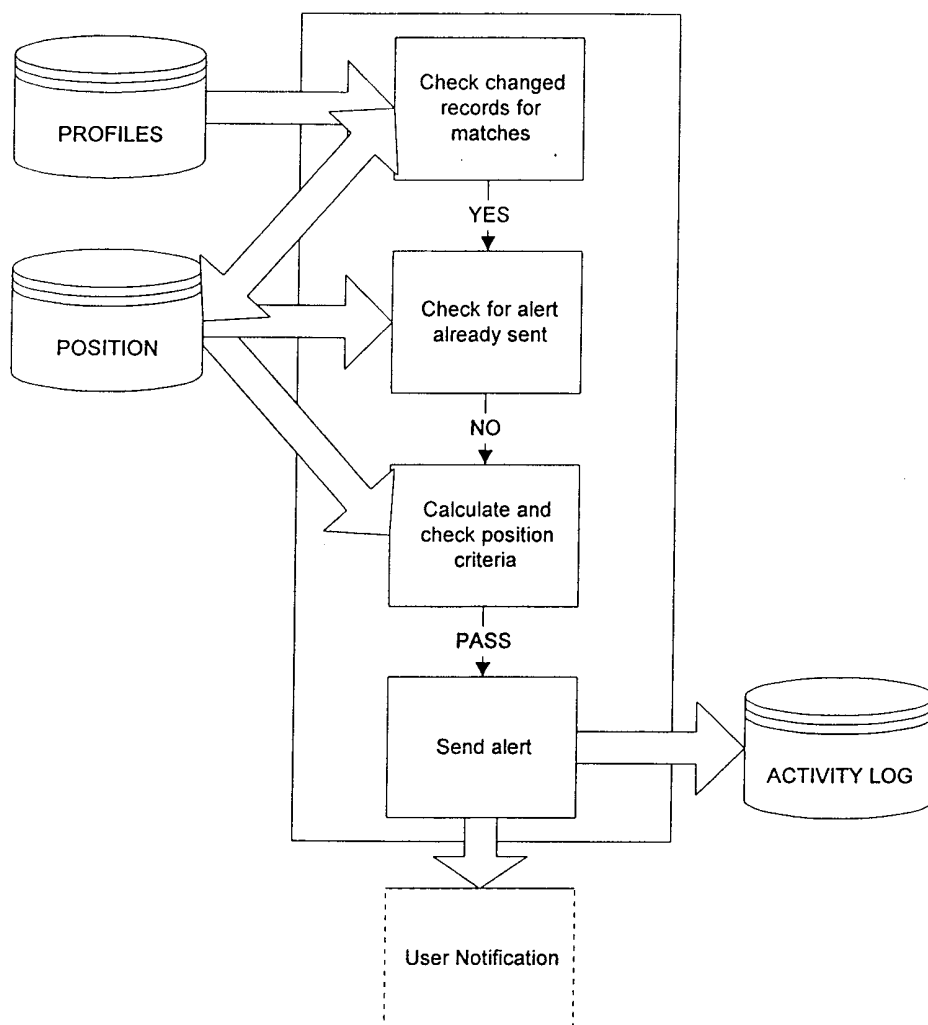 PROFILES
Check changed
records for
matches
YES
POSITION
Check for alert
already sent
NO
Calculate and
check position
criteria
PASS
Send alert
ACTIVITY LOG
User Notification